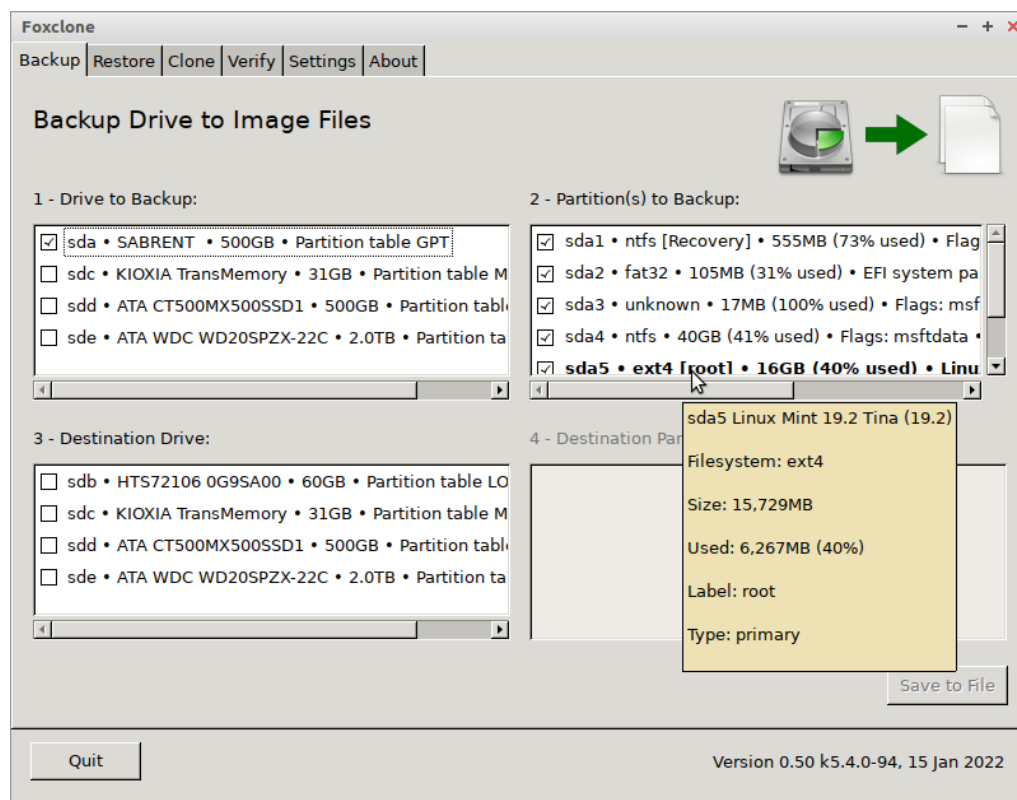 Foxclone
Backup Restore Clone Verify Settings About
Backup Drive to Image Files
1 - Drive to Backup:
sda • SABRENT • 500GB • Partition table GPT
sdc • KIOXIA TransMemory • 31GB • Partition table M
sdd • ATA CT500MX500SSD1 • 500GB • Partition tabl
sde • ATA WDC WD20SPZX-22C • 2.0TB • Partition ta
2 - Partition(s) to Backup:
sda1 • ntfs [Recovery] • 555MB (73% used) • Flag
sda2 • fat32 • 105MB (31% used) • EFI system pa
sda3 • unknown • 17MB (100% used) • Flags: msf
sda4 • ntfs • 40GB (41% used) • Flags: msftdata •
sda5 • ext4 [root] • 16GB (40% used) • Linu
3 - Destination Drive:
sdb • HTS72106 0G9SA00 • 60GB • Partition table LO
sdc • KIOXIA TransMemory • 31GB • Partition table M
sdd • ATA CT500MX500SSD1 • 500GB • Partition tabl
sde • ATA WDC WD20SPZX-22C • 2.0TB • Partition ta
4 - Destination Par
sda5 Linux Mint 19.2 Tina (19.2)
Filesystem: ext4
Size: 15,729MB
Used: 6,267MB (40%)
Label: root
Type: primary
Save to File
Quit
Version 0.50 k5.4.0-94, 15 Jan 2022